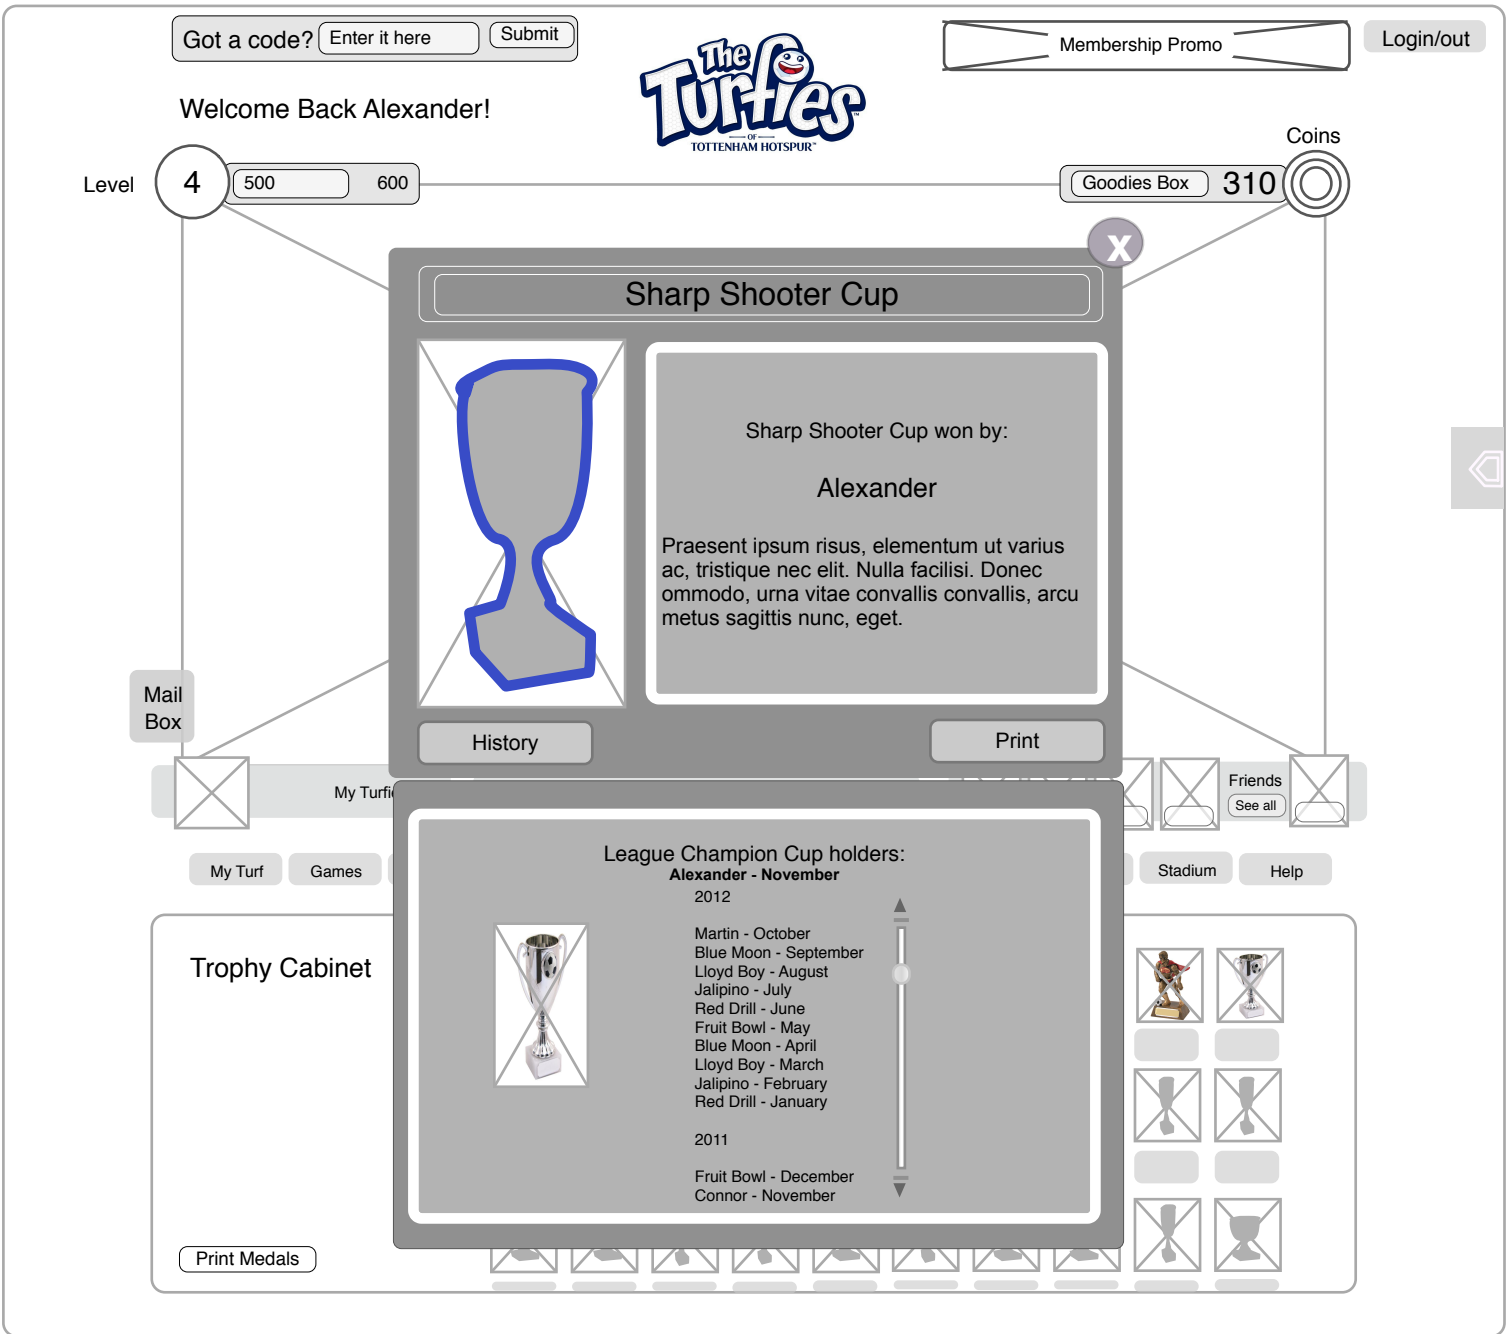 Got a code?
Enter it here
Submit
Membership Promo
Login/out
The
Turfies
OF
TOTTENHAM HOTSPUR™
Welcome Back Alexander!
Coins
Level
4
500
600
Goodies Box
310
X
Sharp Shooter Cup
Sharp Shooter Cup won by:
Alexander
Praesent ipsum risus, elementum ut varius
ac, tristique nec elit. Nulla facilisi. Donec
ommodo, urna vitae convallis convallis, arcu
metus sagittis nunc, eget.
Mail
Box
History
Print
My Turfie
Friends
See all
My Turf
Games
Stadium
Help
League Champion Cup holders:
Alexander - November
2012
Martin - October
Blue Moon - September
Lloyd Boy - August
Jalipino - July
Red Drill - June
Fruit Bowl - May
Blue Moon - April
Lloyd Boy - March
Jalipino - February
Red Drill - January
2011
Fruit Bowl - December
Connor - November
Trophy Cabinet
Print Medals